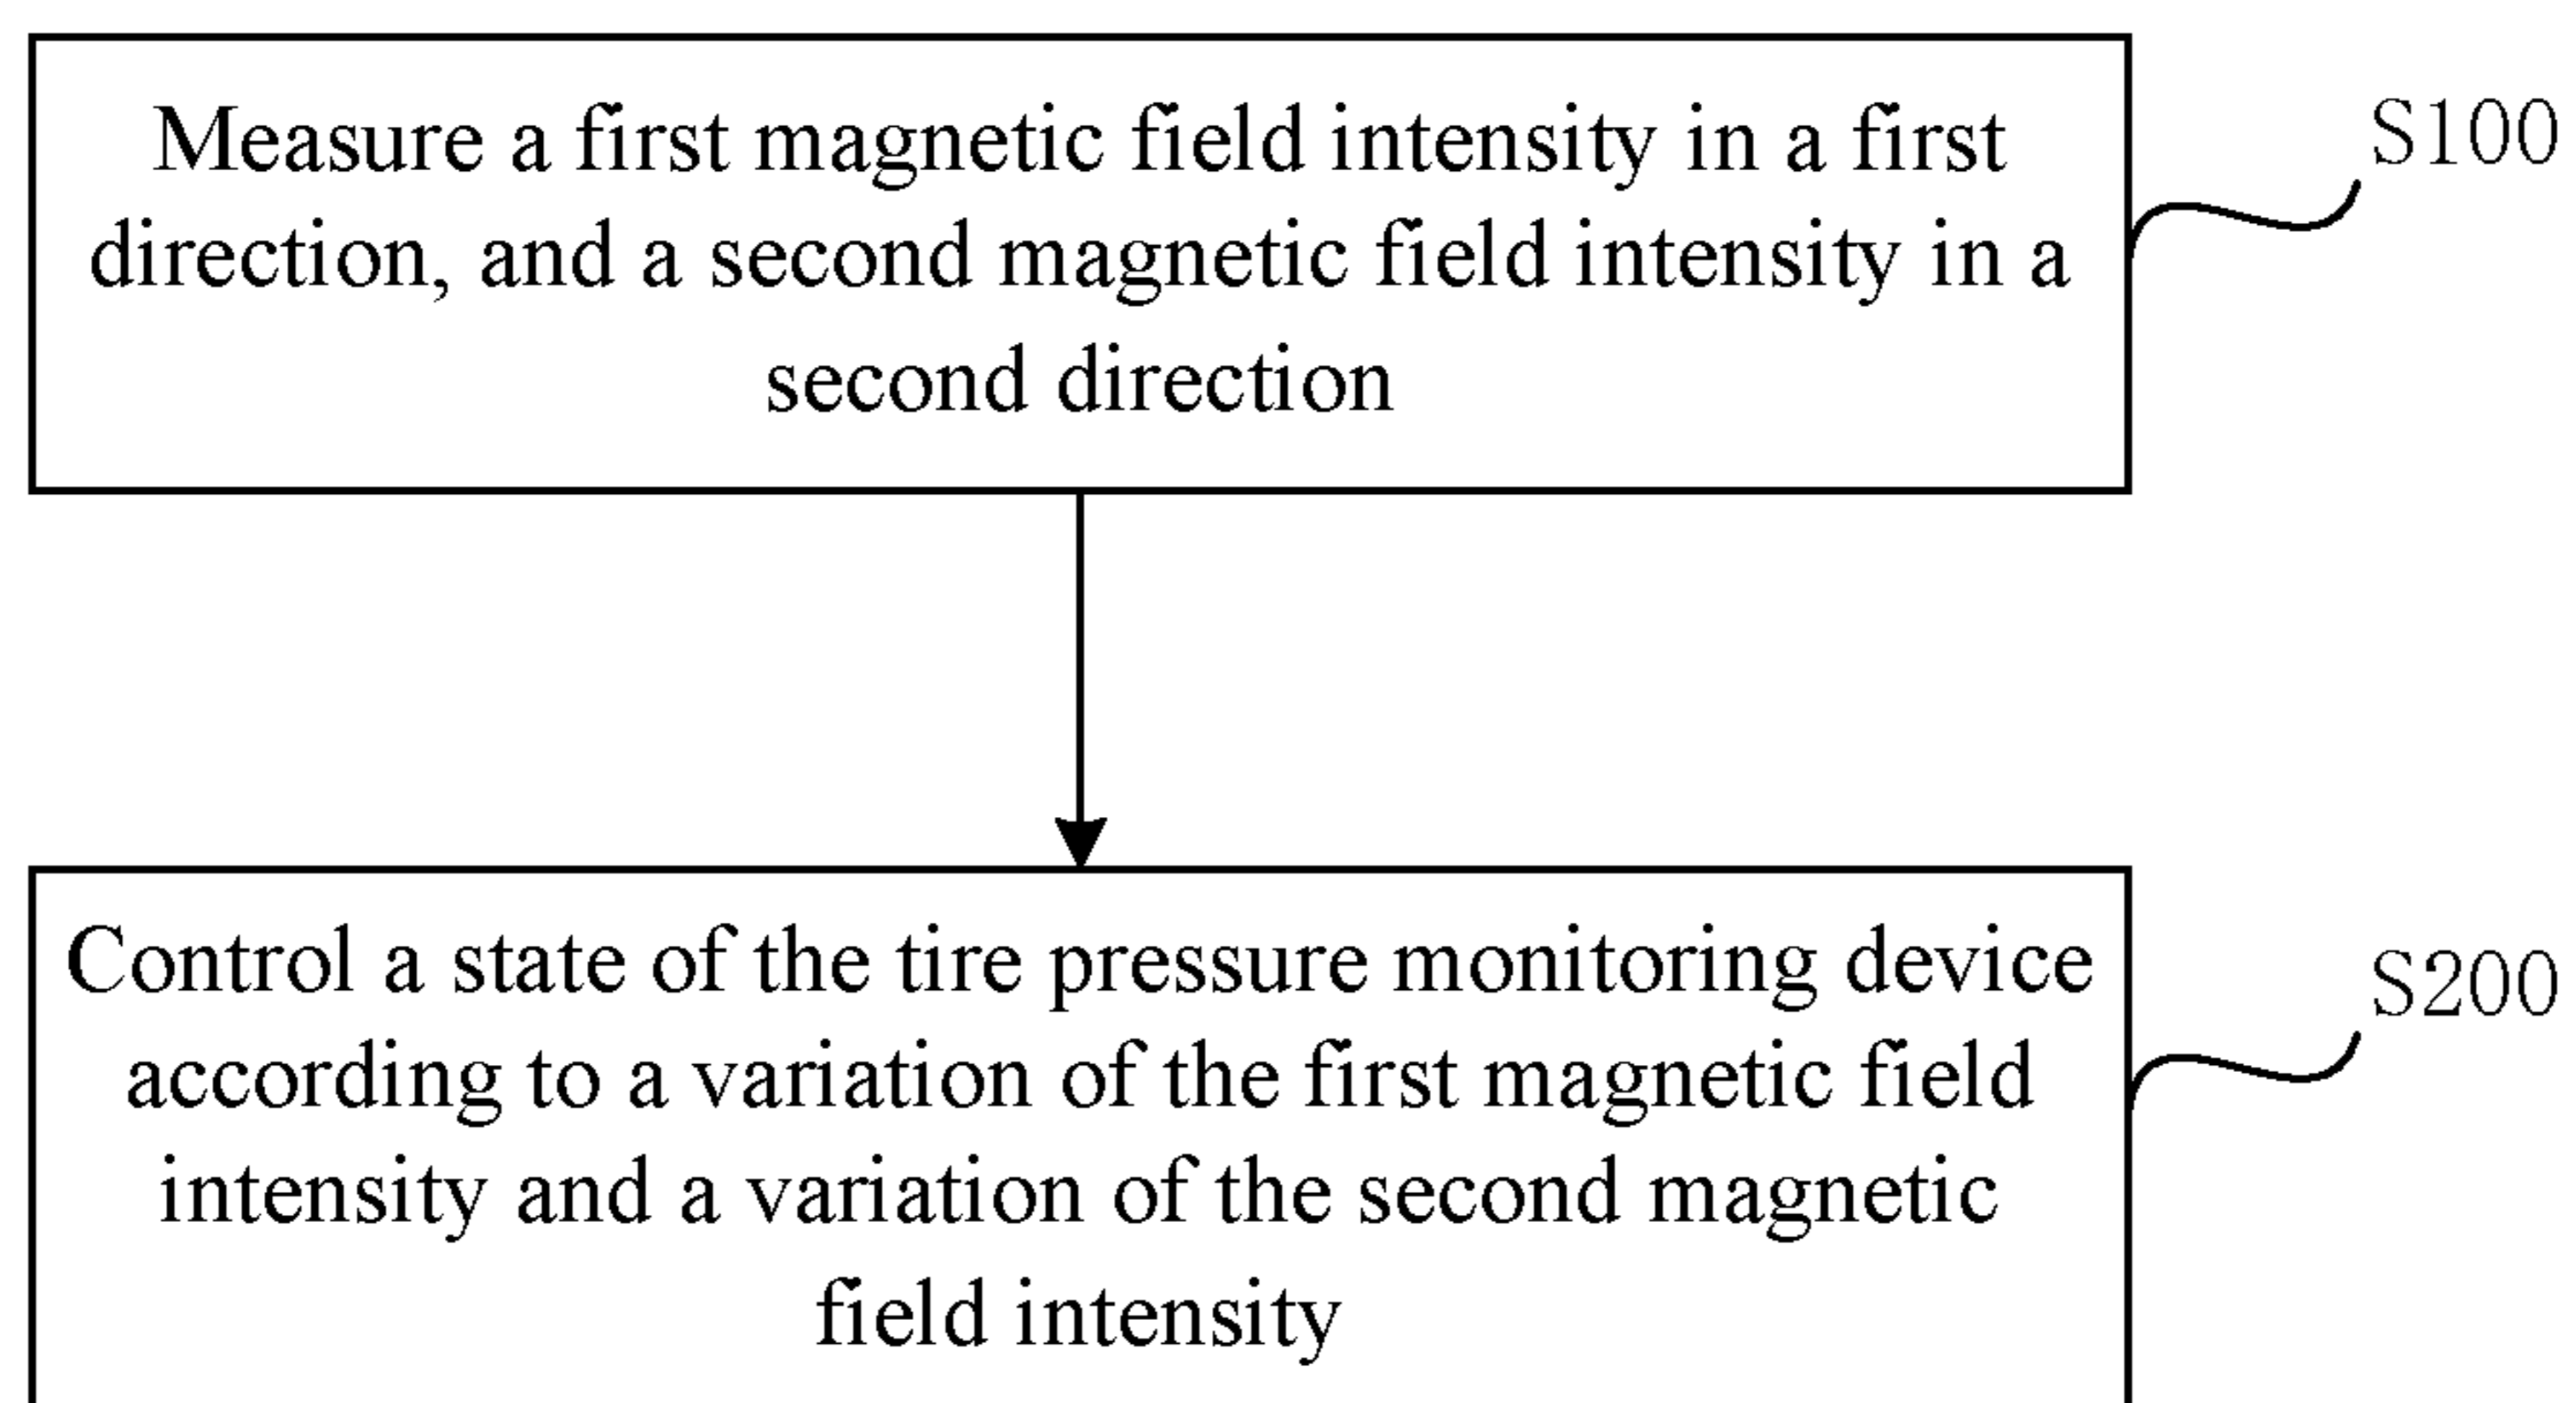 Measure a first magnetic field intensity in a first
direction, and a second magnetic field intensity in a
second direction
S100
Control a state of the tire pressure monitoring device
according to a variation of the first magnetic field
intensity and a variation of the second magnetic
field intensity
S200